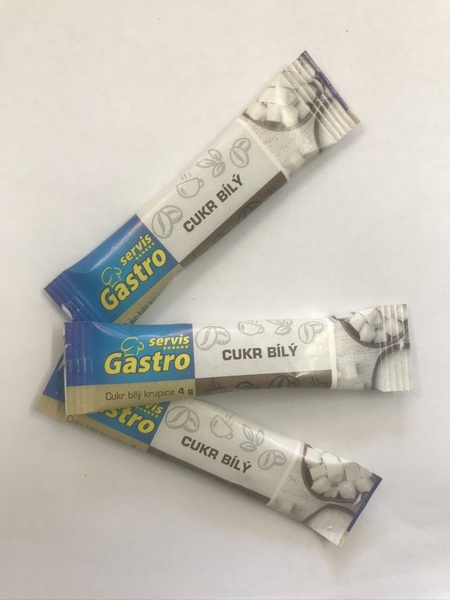 servis
Gastro
CUKR BÍLÝ
servis
Gastro
CUKR BÍLÝ
Cukr bílý krupice 4 g
CUKR BÍLÝ